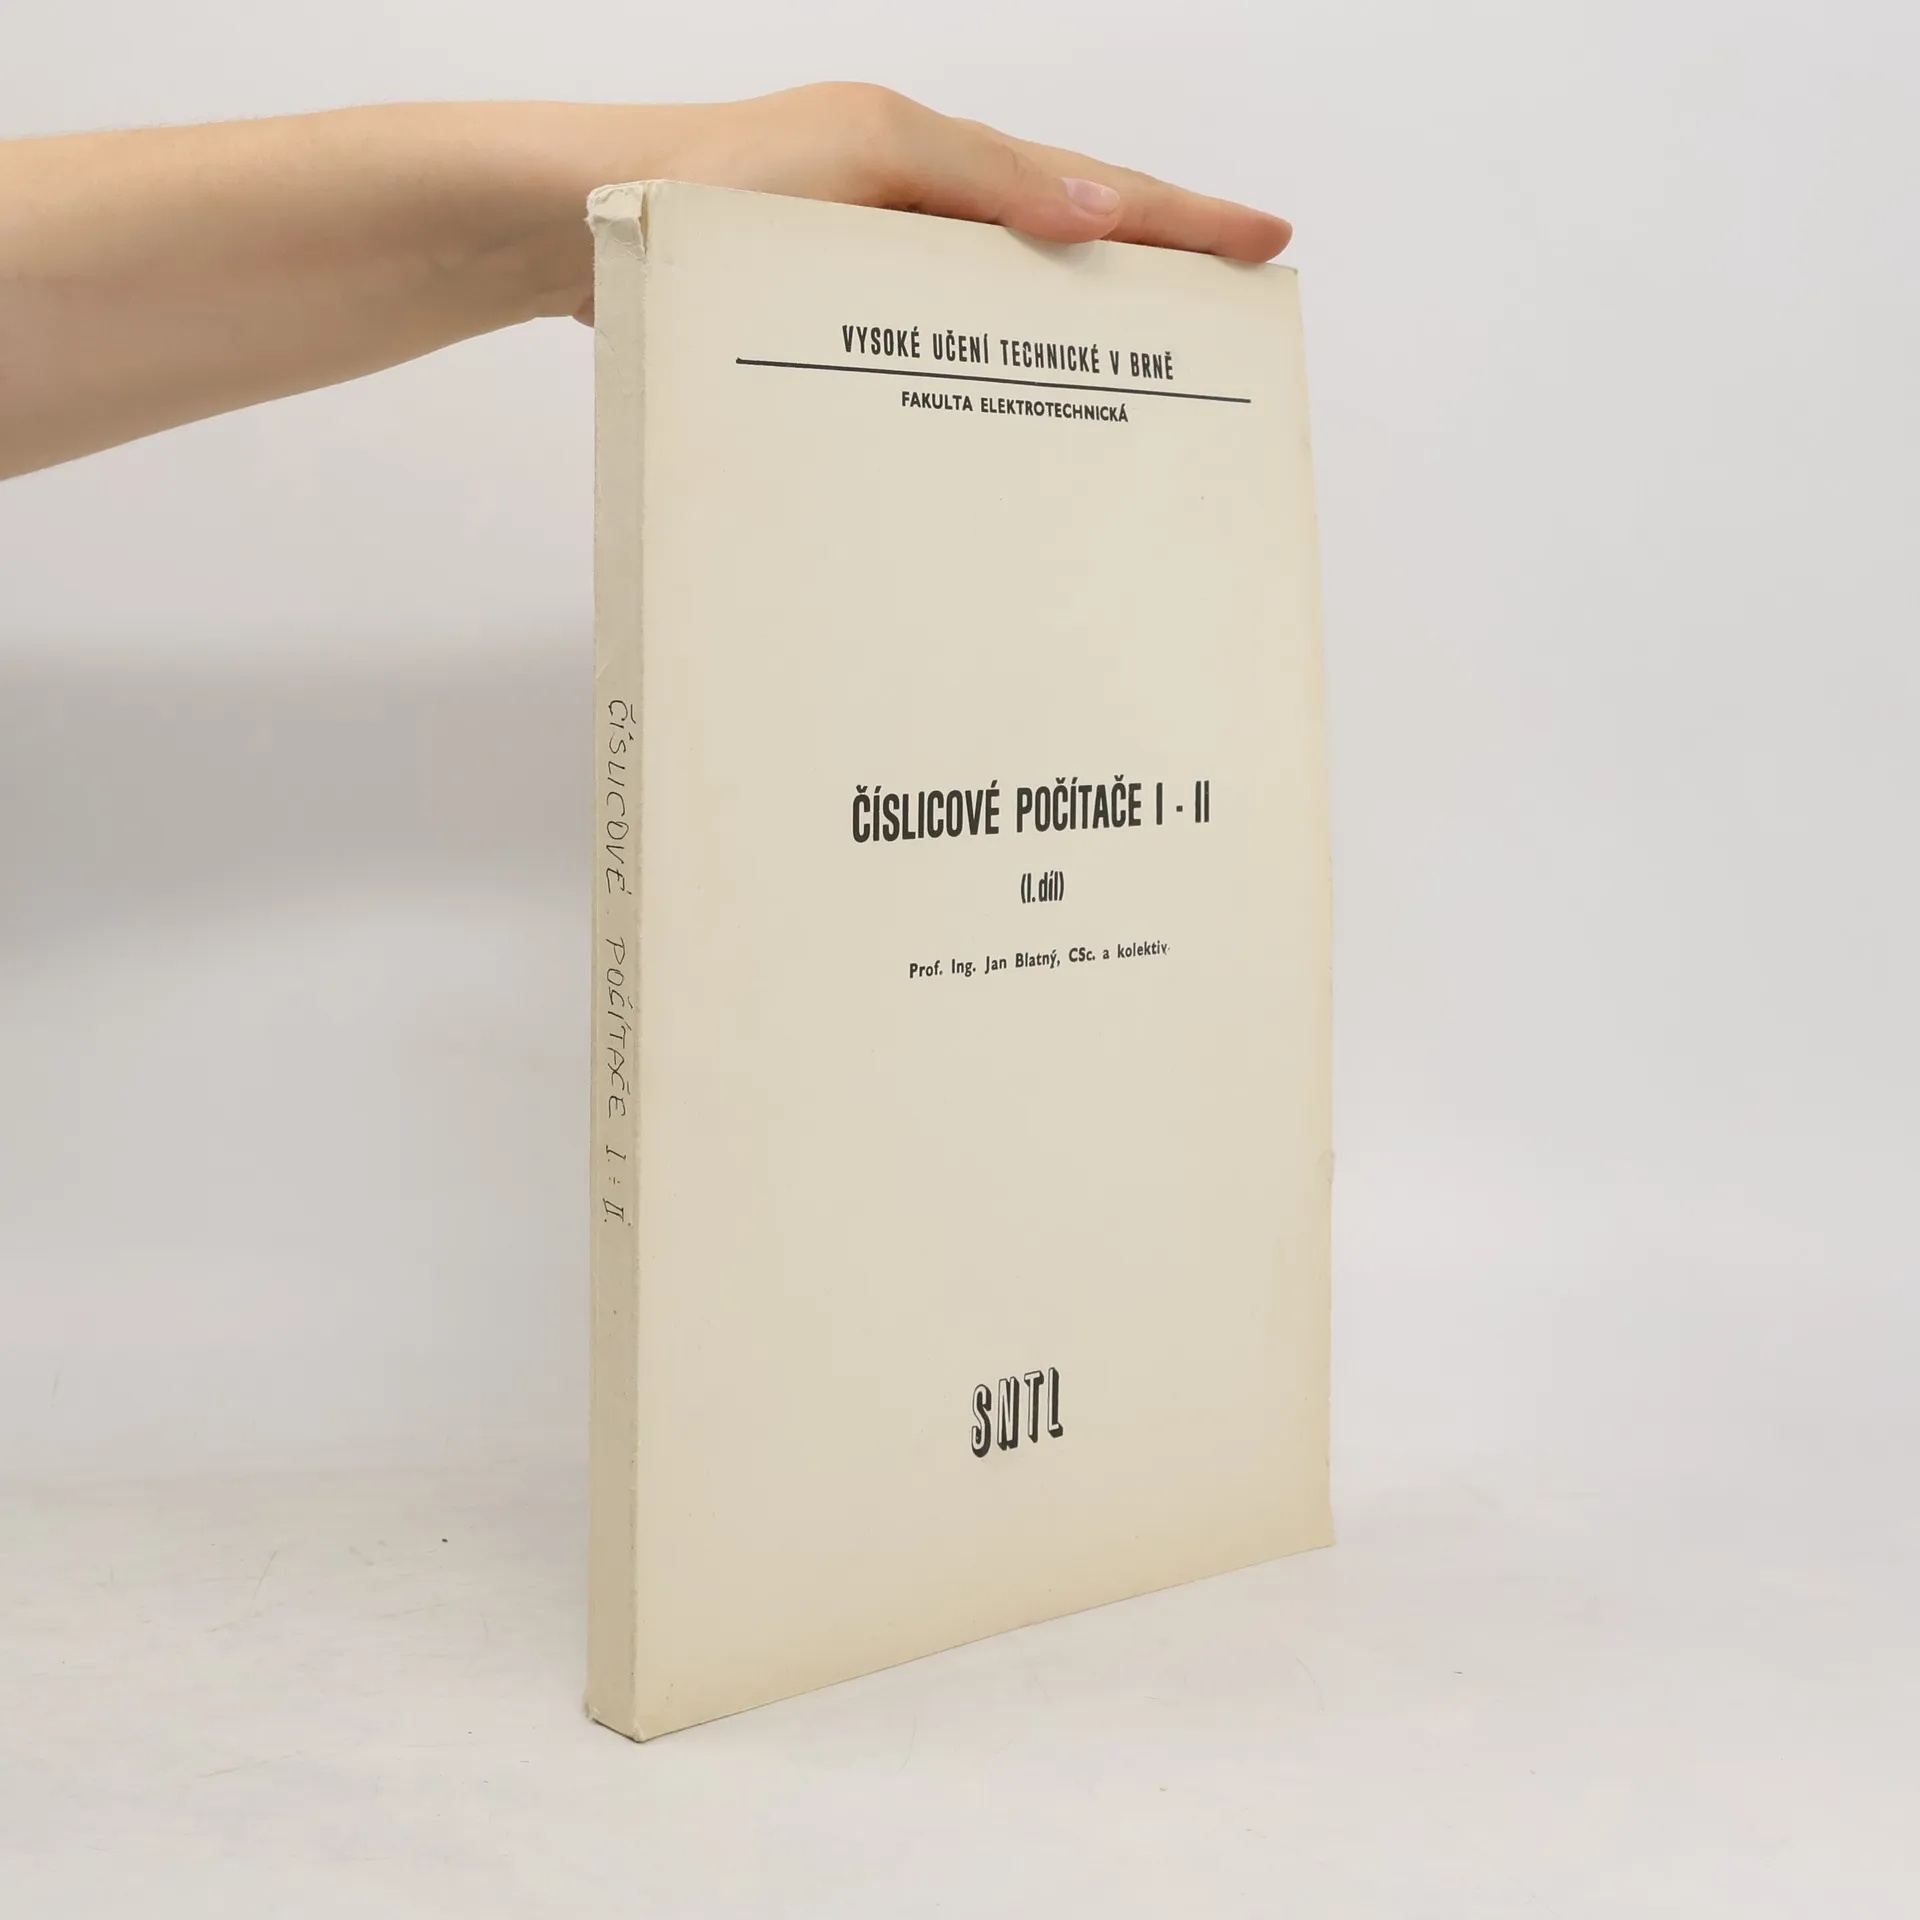 VYSOKÉ UČENÍ TECHNICKÉ V BRNĚ
FAKULTA ELEKTROTECHNICKÁ
ČÍSLICOVÉ POČÍTAČE I - II
(I. díl)
Prof. Ing. Jan Blatný, CSc. a kolektiv
SNTL
ČÍSLICOVÉ POČÍTAČE I. ÷ II.